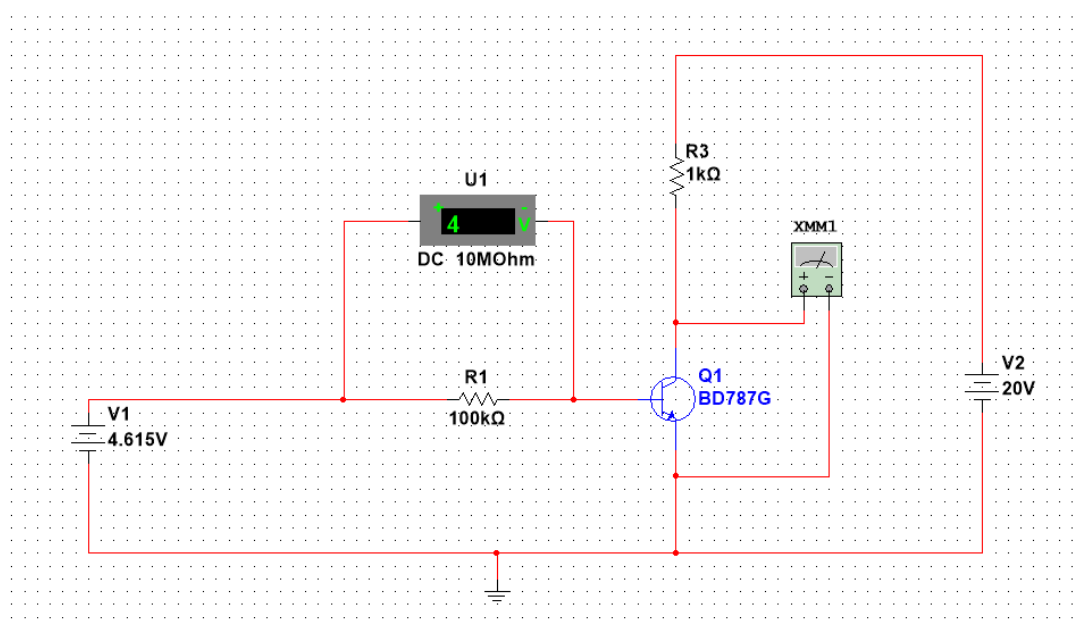 R3
1kΩ
U1
+ -
4 V
DC 10MOhm
XMM1
+ -
V2
20V
R1
100kΩ
Q1
BD787G
V1
4.615V